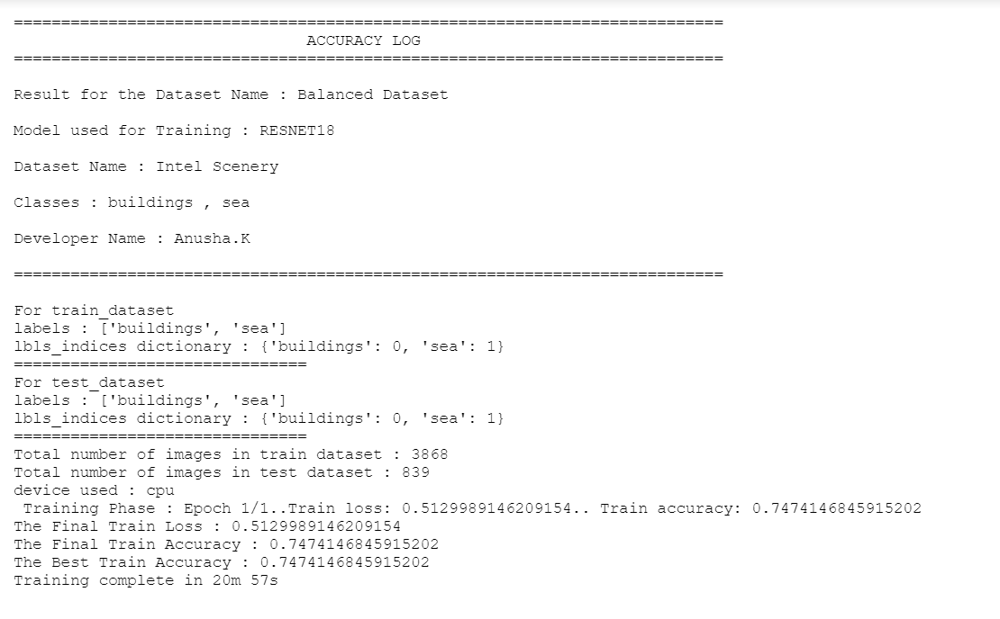 ===========================================================================
ACCURACY LOG
===========================================================================
Result for the Dataset Name : Balanced Dataset
Model used for Training : RESNET18
Dataset Name : Intel Scenery
Classes : buildings , sea
Developer Name : Anusha.K
===========================================================================
For train_dataset
labels : ['buildings', 'sea']
lbls_indices dictionary : {'buildings': 0, 'sea': 1}
===============================
For test_dataset
labels : ['buildings', 'sea']
lbls_indices dictionary : {'buildings': 0, 'sea': 1}
===============================
Total number of images in train dataset : 3868
Total number of images in test dataset : 839
device used : cpu
Training Phase : Epoch 1/1..Train loss: 0.5129989146209154.. Train accuracy: 0.7474146845915202
The Final Train Loss : 0.5129989146209154
The Final Train Accuracy : 0.7474146845915202
The Best Train Accuracy : 0.7474146845915202
Training complete in 20m 57s